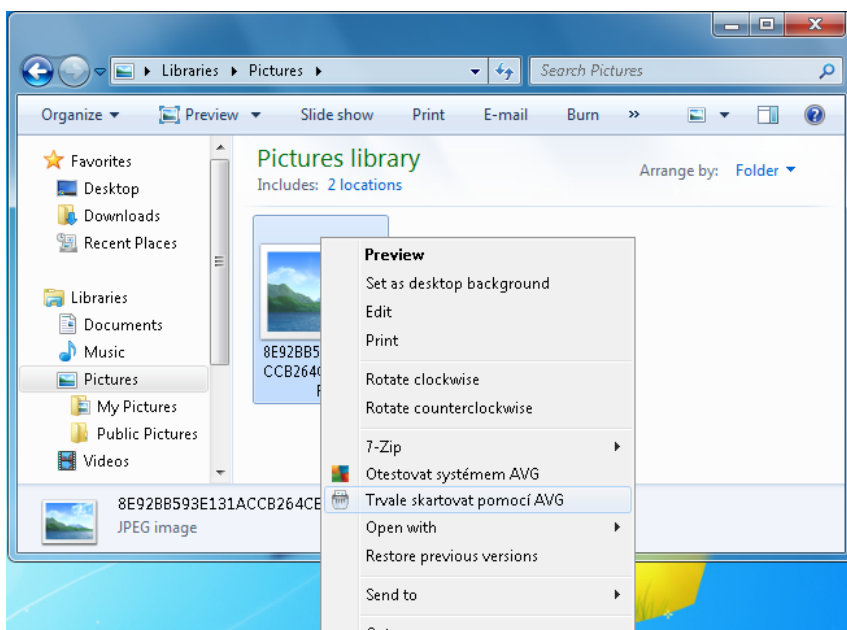 Libraries Pictures
Search Pictures
Organize Preview Slide show Print E-mail Burn »
Favorites
Desktop
Downloads
Recent Places
Libraries
Documents
Music
Pictures
My Pictures
Public Pictures
Videos
Pictures library
Includes: 2 locations
Arrange by: Folder
8E92BB5
CCB264
Preview
Set as desktop background
Edit
Print
Rotate clockwise
Rotate counterclockwise
7-Zip
Otestovat systémem AVG
Trvale skartovat pomocí AVG
Open with
Restore previous versions
Send to
8E92BB593E131ACCB264CE
JPEG image